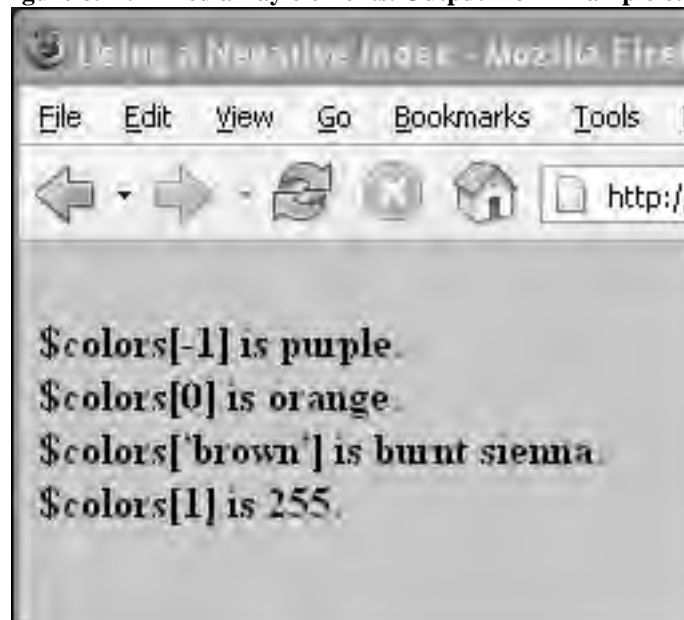 Using a Negative Index - Mozilla Fire
File Edit View Go Bookmarks Tools
http:/
$colors[-1] is purple.
$colors[0] is orange.
$colors['brown'] is burnt sienna.
$colors[1] is 255.